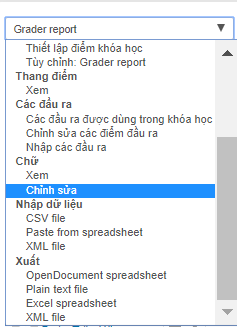 Grader report
Thiết lập điểm khóa học
Tùy chỉnh: Grader report
Thang điểm
Xem
Các đầu ra
Các đầu ra được dùng trong khóa học
Chỉnh sửa các điểm đầu ra
Nhập các đầu ra
Chữ
Xem
Chỉnh sửa
Nhập dữ liệu
CSV file
Paste from spreadsheet
XML file
Xuất
OpenDocument spreadsheet
Plain text file
Excel spreadsheet
XML file